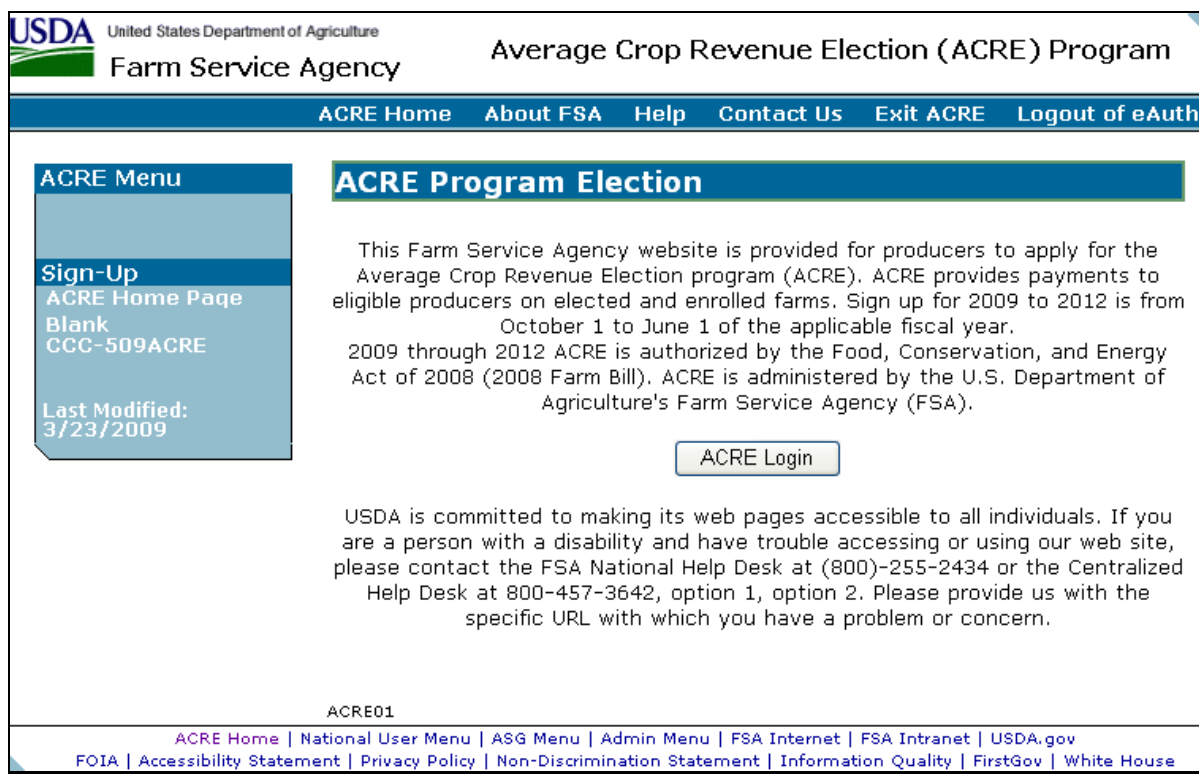 USDA
United States Department of Agriculture
Farm Service Agency
Average Crop Revenue Election (ACRE) Program
ACRE Home About FSA Help Contact Us Exit ACRE Logout of eAuth
ACRE Menu
Sign-Up
ACRE Home Page
Blank
CCC-509ACRE
Last Modified:
3/23/2009
ACRE Program Election
This Farm Service Agency website is provided for producers to apply for the
Average Crop Revenue Election program (ACRE). ACRE provides payments to
eligible producers on elected and enrolled farms. Sign up for 2009 to 2012 is from
October 1 to June 1 of the applicable fiscal year.
2009 through 2012 ACRE is authorized by the Food, Conservation, and Energy
Act of 2008 (2008 Farm Bill). ACRE is administered by the U.S. Department of
Agriculture's Farm Service Agency (FSA).
ACRE Login
USDA is committed to making its web pages accessible to all individuals. If you
are a person with a disability and have trouble accessing or using our web site,
please contact the FSA National Help Desk at (800)-255-2434 or the Centralized
Help Desk at 800-457-3642, option 1, option 2. Please provide us with the
specific URL with which you have a problem or concern.
ACRE01
ACRE Home | National User Menu | ASG Menu | Admin Menu | FSA Internet | FSA Intranet | USDA.gov
FOIA | Accessibility Statement | Privacy Policy | Non-Discrimination Statement | Information Quality | FirstGov | White House